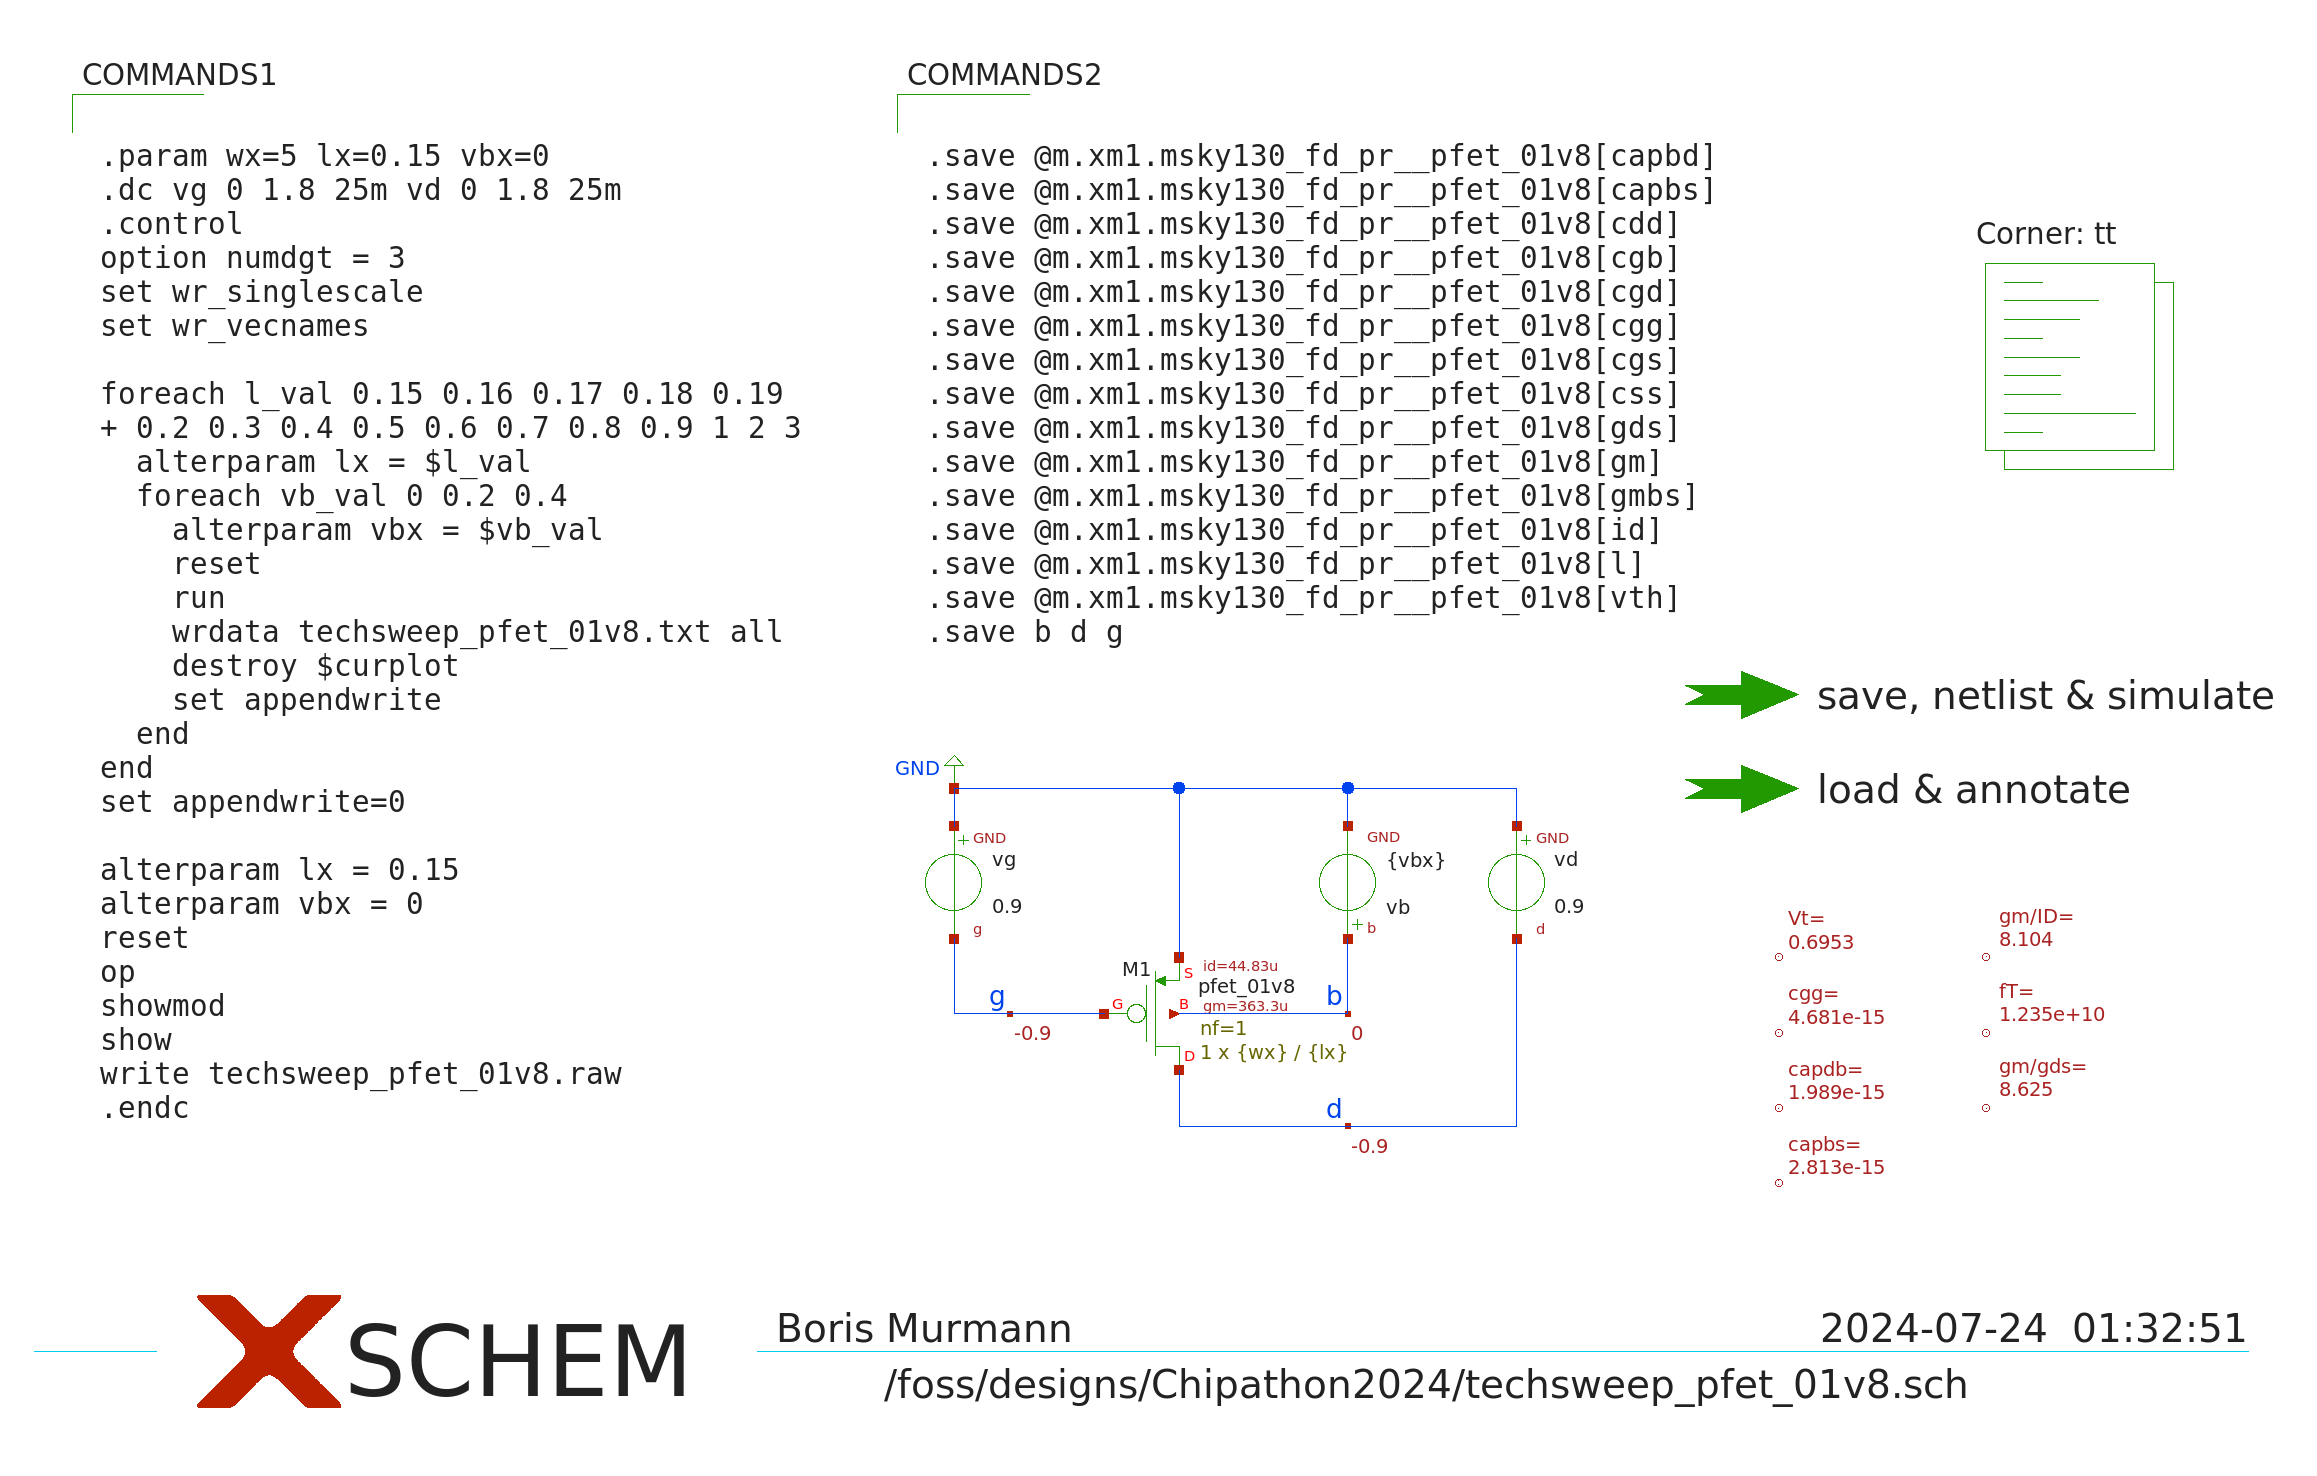 COMMANDS1
.param wx=5 lx=0.15 vbx=0
.dc vg 0 1.8 25m vd 0 1.8 25m
.control
option numdgt = 3
set wr_singlescale
set wr_vecnames
foreach l_val 0.15 0.16 0.17 0.18 0.19
+ 0.2 0.3 0.4 0.5 0.6 0.7 0.8 0.9 1 2 3
alterparam lx = $l_val
foreach vb_val 0 0.2 0.4
alterparam vbx = $vb_val
reset
run
wrdata techsweep_pfet_01v8.txt all
destroy $curplot
set appendwrite
end
end
set appendwrite=0
alterparam lx = 0.15
alterparam vbx = 0
reset
op
showmod
show
write techsweep_pfet_01v8.raw
.endc
COMMANDS2
.save @m.xm1.msky130_fd_pr__pfet_01v8[capbd]
.save @m.xm1.msky130_fd_pr__pfet_01v8[capbs]
.save @m.xm1.msky130_fd_pr__pfet_01v8[cdd]
.save @m.xm1.msky130_fd_pr__pfet_01v8[cgb]
.save @m.xm1.msky130_fd_pr__pfet_01v8[cgd]
.save @m.xm1.msky130_fd_pr__pfet_01v8[cgg]
.save @m.xm1.msky130_fd_pr__pfet_01v8[cgs]
.save @m.xm1.msky130_fd_pr__pfet_01v8[css]
.save @m.xm1.msky130_fd_pr__pfet_01v8[gds]
.save @m.xm1.msky130_fd_pr__pfet_01v8[gm]
.save @m.xm1.msky130_fd_pr__pfet_01v8[gmbs]
.save @m.xm1.msky130_fd_pr__pfet_01v8[id]
.save @m.xm1.msky130_fd_pr__pfet_01v8[l]
.save @m.xm1.msky130_fd_pr__pfet_01v8[vth]
.save b d g
Corner: tt
save, netlist & simulate
load & annotate
GND
+ GND
vg
0.9
g
GND
{vbx}
vb
+ b
+ GND
vd
0.9
d
M1
S
id=44.83u
pfet_01v8
G
B
gm=363.3u
nf=1
D
1 x {wx} / {lx}
g
-0.9
b
0
d
-0.9
Vt=
0.6953
cgg=
4.681e-15
capdb=
1.989e-15
capbs=
2.813e-15
gm/ID=
8.104
fT=
1.235e+10
gm/gds=
8.625
XSCHEM
Boris Murmann
2024-07-24 01:32:51
/foss/designs/Chipathon2024/techsweep_pfet_01v8.sch